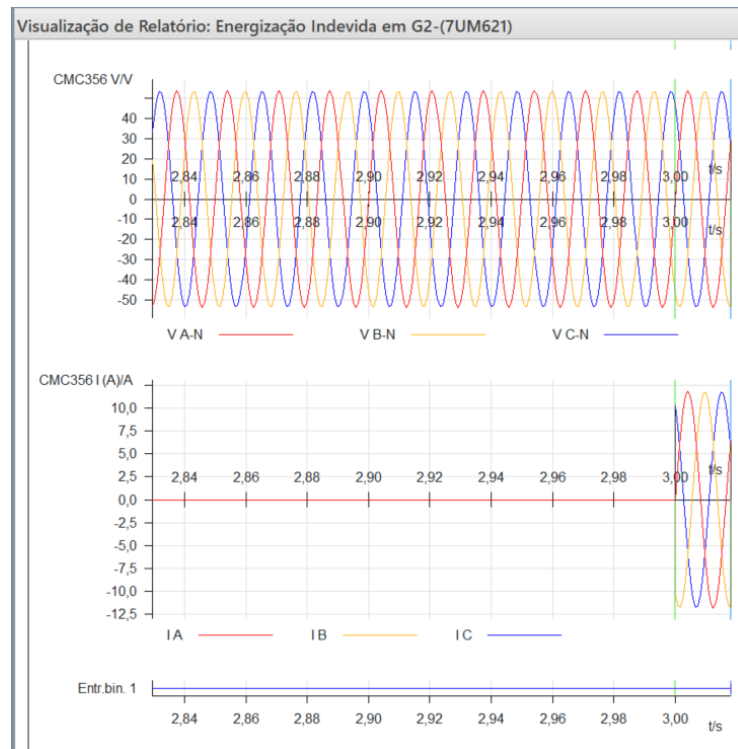 Visualização de Relatório: Energização Indevida em G2-(7UM621)
CMC356 V/V
40
30
20
10
0
-10
-20
-30
-40
-50
2,84 2,86 2,88 2,90 2,92 2,94 2,96 2,98 3,00 t/s
2,84 2,86 2,88 2,90 2,92 2,94 2,96 2,98 3,00 t/s
V A-N V B-N V C-N
CMC356 I (A)/A
10,0
7,5
5,0
2,5
0,0
-2,5
-5,0
-7,5
-10,0
-12,5
2,84 2,86 2,88 2,90 2,92 2,94 2,96 2,98 3,00 t/s
I A I B I C
Entr.bin. 1
2,84 2,86 2,88 2,90 2,92 2,94 2,96 2,98 3,00 t/s